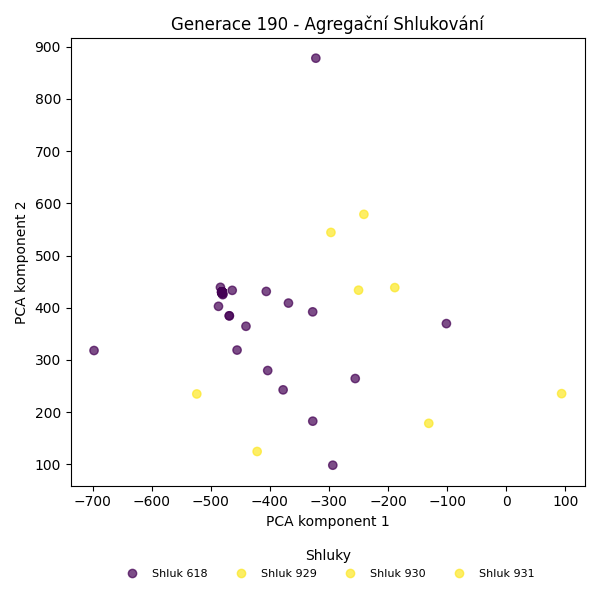 Generace 190 - Agregační Shlukování
PCA komponent 2
900
800
700
600
500
400
300
200
100
−700 −600 −500 −400 −300 −200 −100 0 100
PCA komponent 1
Shluky
Shluk 618 Shluk 929 Shluk 930 Shluk 931